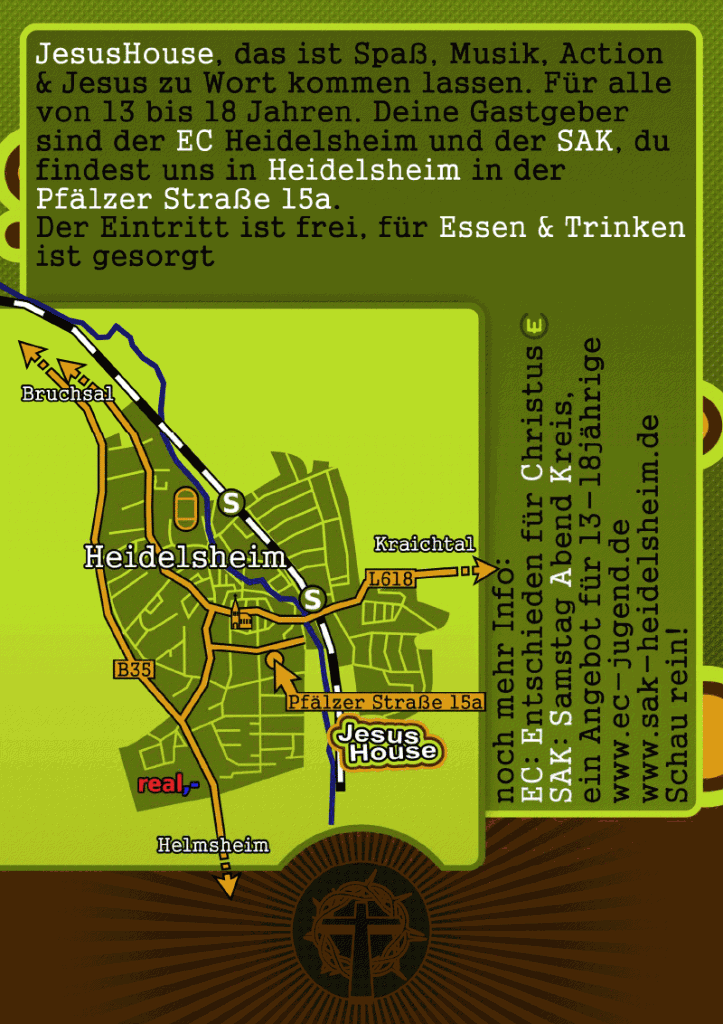 JesusHouse, das ist Spaß, Musik, Action
& Jesus zu Wort kommen lassen. Für alle
von 13 bis 18 Jahren. Deine Gastgeber
sind der EC Heidelsheim und der SAK, du
findest uns in Heidelsheim in der
Pfälzer Straße 15a.
Der Eintritt ist frei, für Essen & Trinken
ist gesorgt
Bruchsal
S
Heidelsheim
Kraichtal
L618
S
B35
Pfälzer Straße 15a
Jesus
House
real,-
Helmsheim
noch mehr Info:
EC: Entschieden für Christus E
SAK: Samstag Abend Kreis,
ein Angebot für 13-18jährige
www.ec-jugend.de
www.sak-heidelsheim.de
Schau rein!